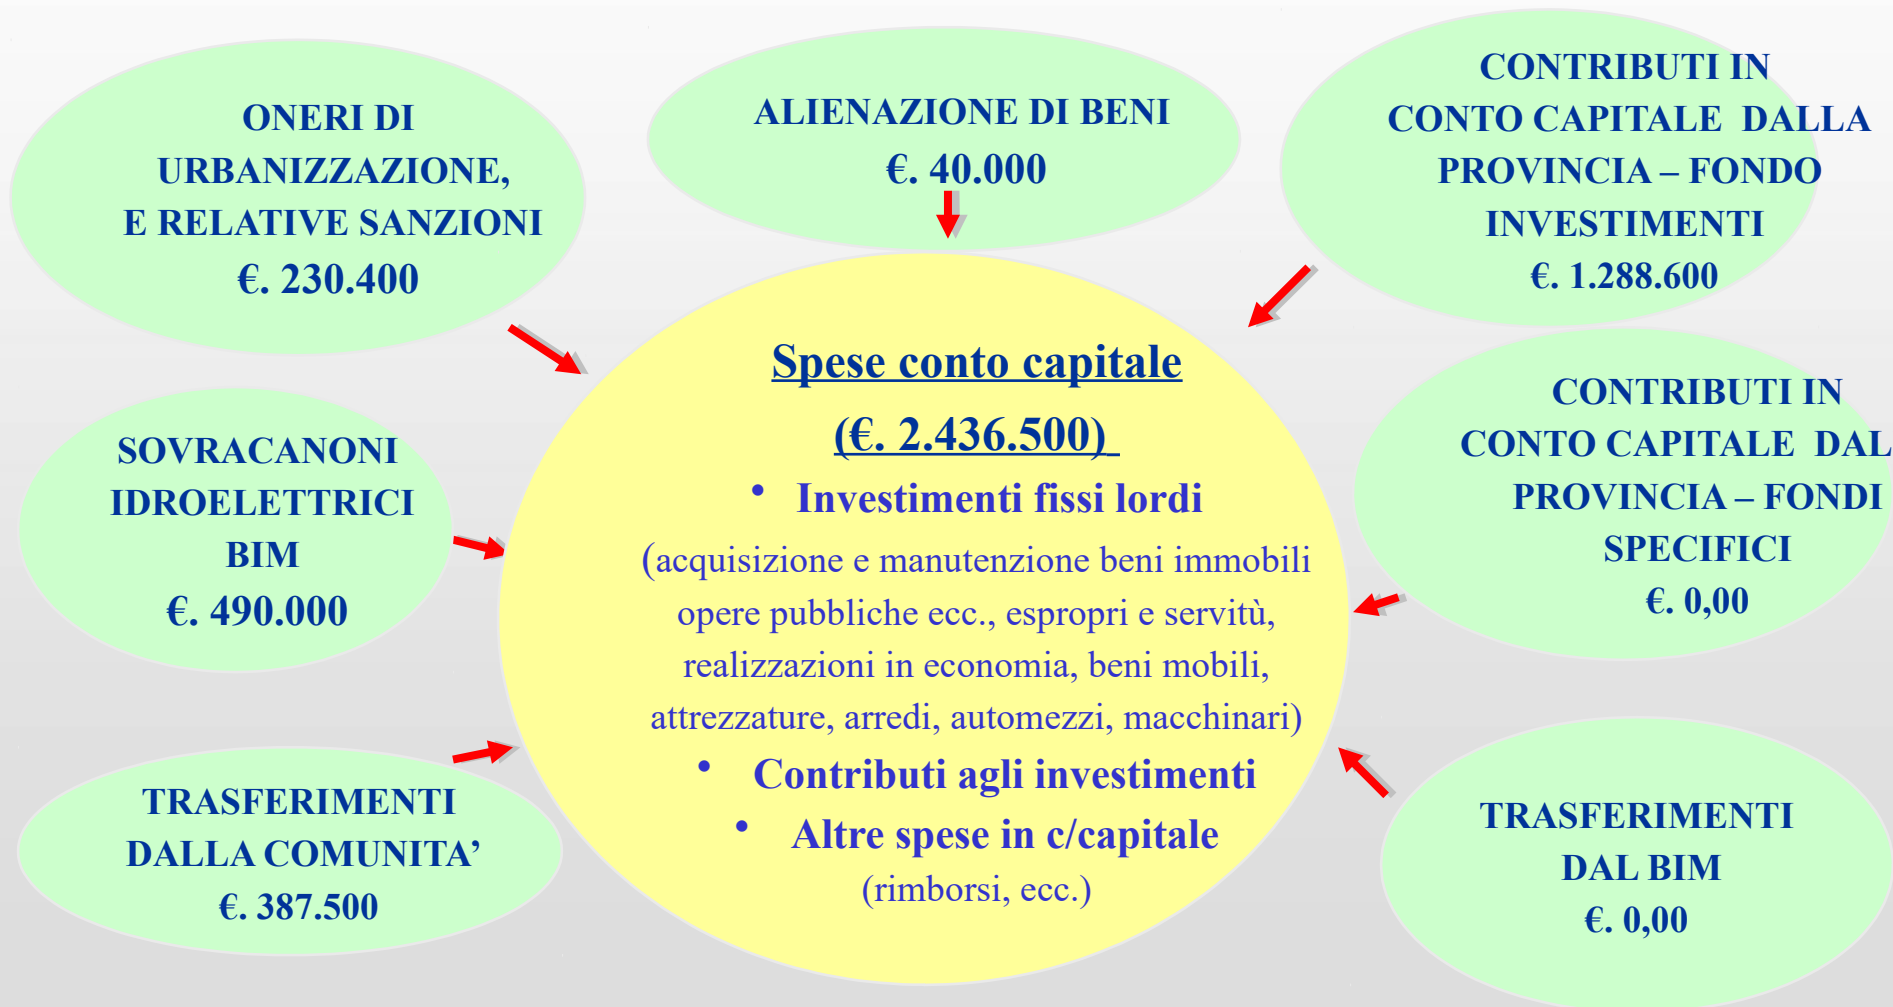 ONERI DI
URBANIZZAZIONE,
E RELATIVE SANZIONI
€. 230.400
ALIENAZIONE DI BENI
€. 40.000
CONTRIBUTI IN
CONTO CAPITALE DALLA
PROVINCIA – FONDO
INVESTIMENTI
€. 1.288.600
SOVRACANONI
IDROELETTRICI
BIM
€. 490.000
Spese conto capitale
(€. 2.436.500)
• Investimenti fissi lordi
(acquisizione e manutenzione beni immobili
opere pubbliche ecc., espropri e servitù,
realizzazioni in economia, beni mobili,
attrezzature, arredi, automezzi, macchinari)
• Contributi agli investimenti
• Altre spese in c/capitale
(rimborsi, ecc.)
CONTRIBUTI IN
CONTO CAPITALE DAL
PROVINCIA – FONDI
SPECIFICI
€. 0,00
TRASFERIMENTI
DALLA COMUNITA’
€. 387.500
TRASFERIMENTI
DAL BIM
€. 0,00